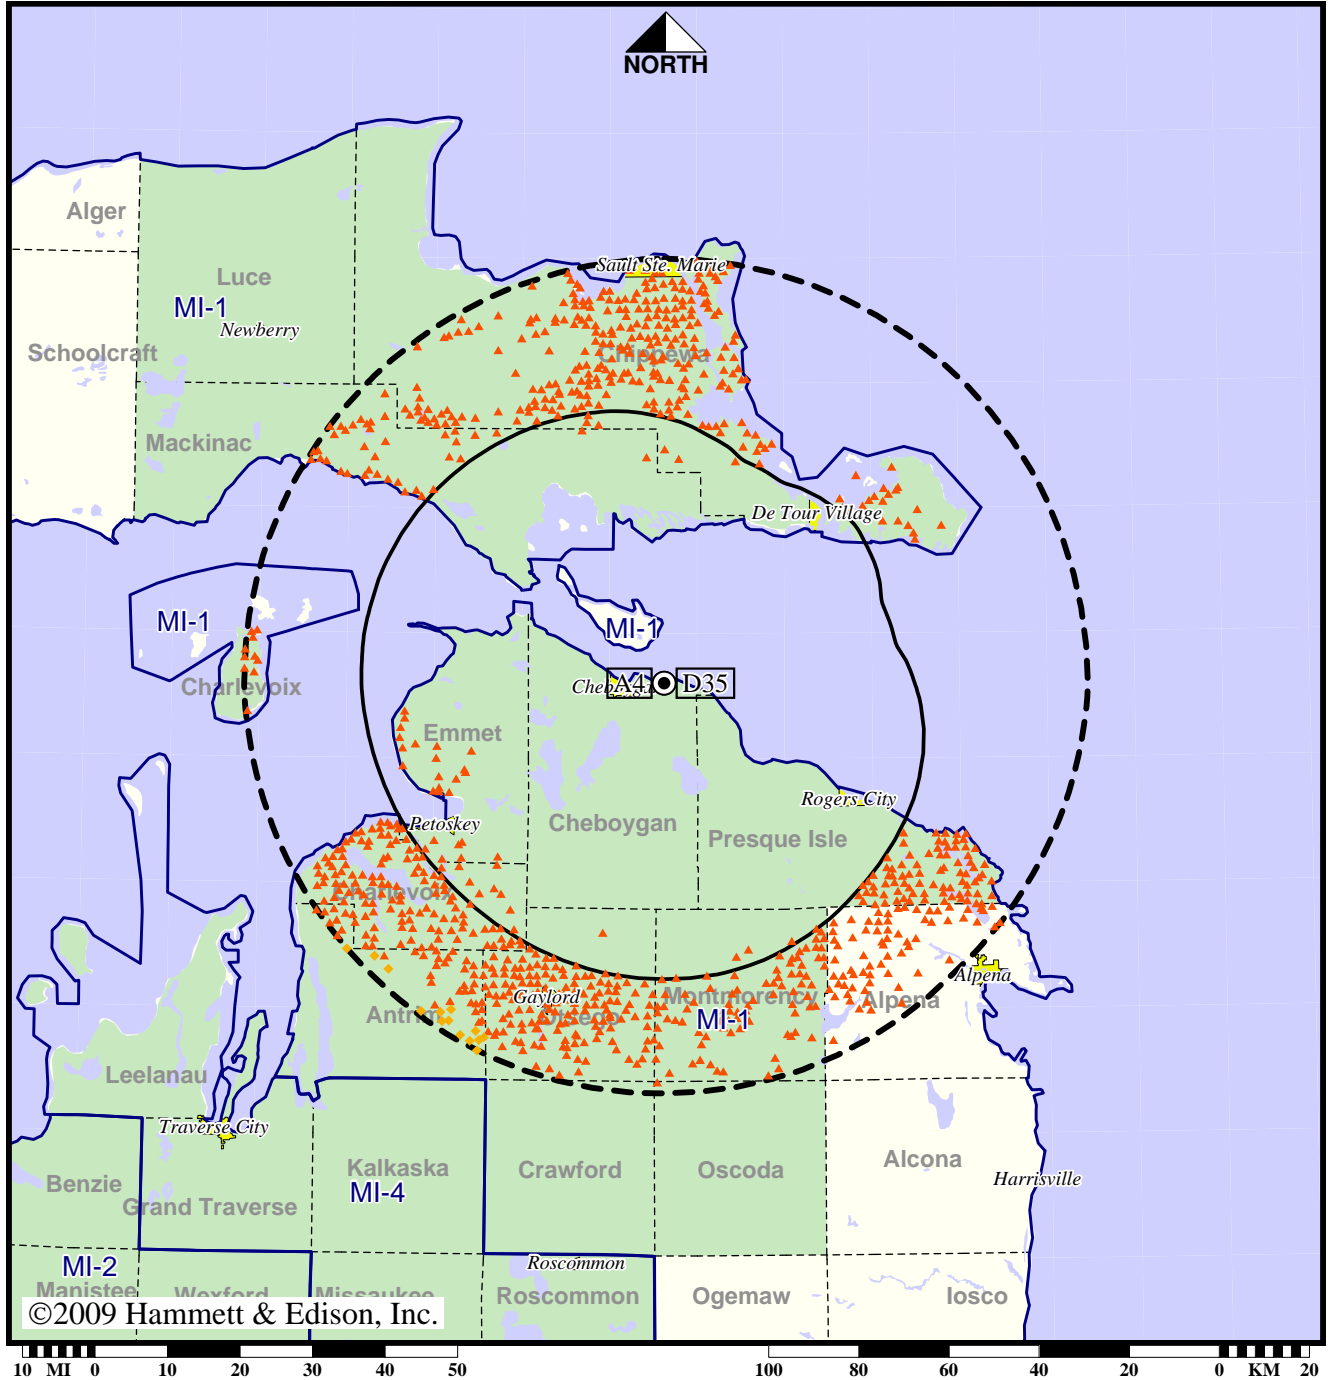 NORTH
Alger
Sault Ste. Marie
Luce
MI-1
Newberry
Schoolcraft
Chippewa
Mackinac
De Tour Village
MI-1
MI-1
Charlevoix
A4
D35
Emmet
Rogers City
Petoskey
Cheboygan
Presque Isle
Charlevoix
Alpena
Gaylord
Montmorency
Alpena
Antrim
Otsego
MI-1
Leelanau
Traverse City
Benzie
Kalkaska
Crawford
Oscoda
Alcona
MI-4
Harrisville
Grand Traverse
MI-2
Roscommon
Manistee
Wexford
Missaukee
Roscommon
Ogemaw
Iosco
©2009 Hammett & Edison, Inc.
10 MI 0 10 20 30 40 50 100 80 60 40 20 0 KM 20